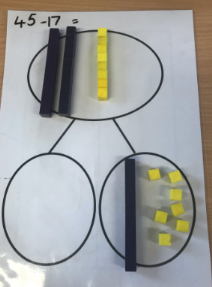 45-17 =